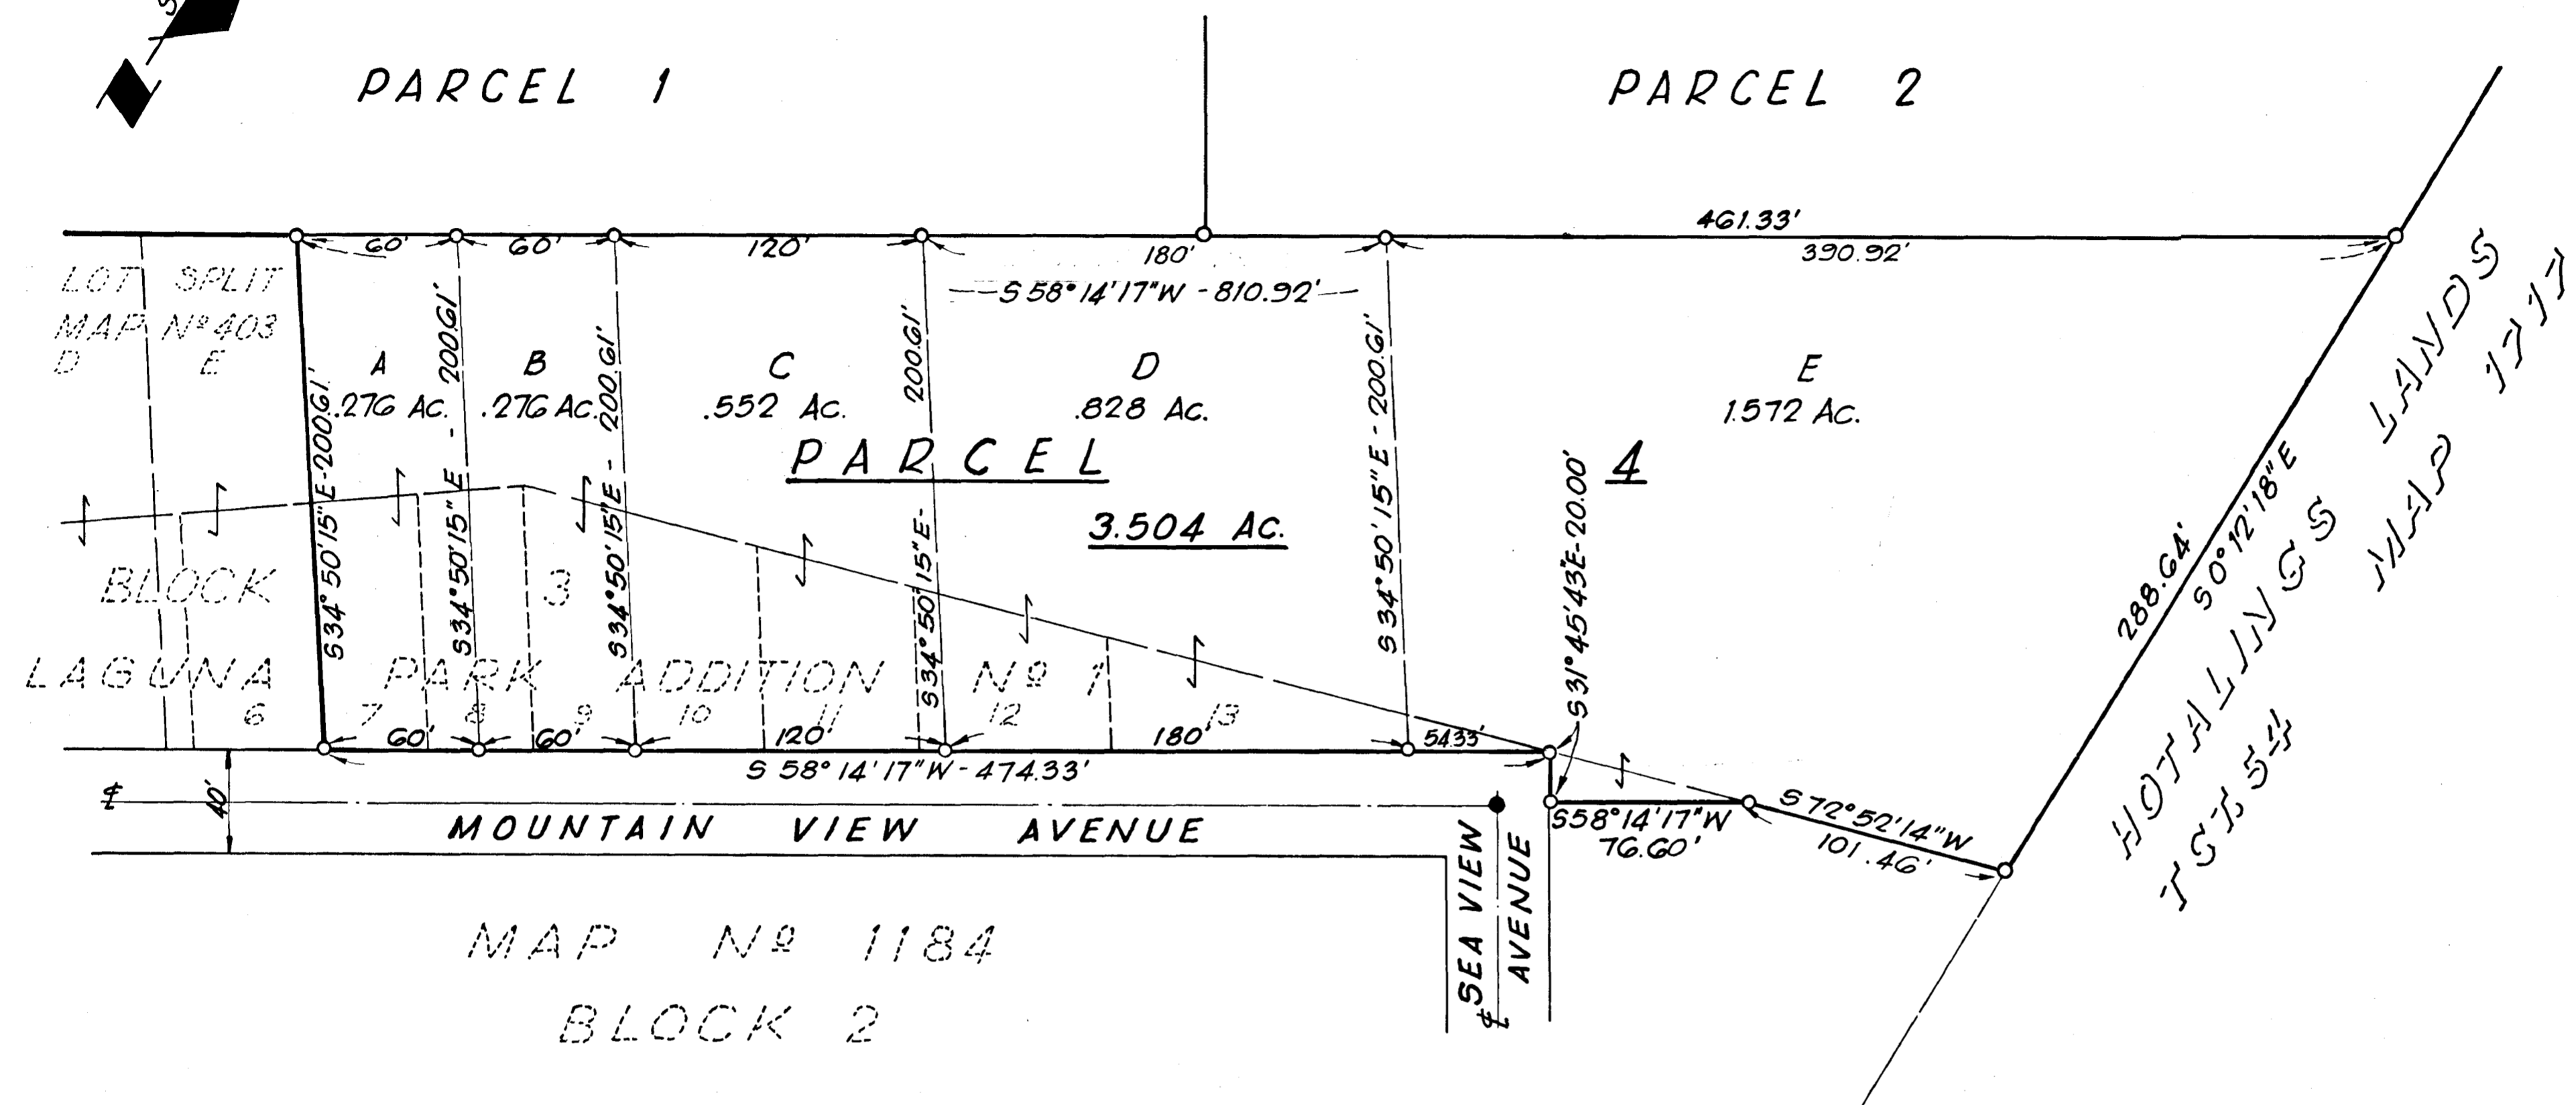 PARCEL 1
PARCEL 2
461.33'
60'
60'
120'
180'
390.92'
S 58° 14' 17" W - 810.92'
LOT SPLIT
MAP Nº 403
D
E
A
.276 AC.
B
.276 AC.
C
.552 AC.
D
.828 AC.
E
1.572 AC.
S 34° 50' 15" E - 200.61'
S 34° 50' 15" E - 200.61'
S 34° 50' 15" E - 200.61'
S 34° 50' 15" E - 200.61'
S 34° 50' 15" E - 200.61'
PARCEL 4
3.504 AC.
S 31° 45' 43" E - 20.00'
288.64'
S 0° 12' 18" E
HOTALINGS LANDS
MAP 1717
BLOCK 3
LAGUNA PARK ADDITION Nº 1
6
7
8
9
10
11
12
13
60'
60'
120'
180'
54.33'
S 58° 14' 17" W - 474.33'
40'
MOUNTAIN VIEW AVENUE
S 58° 14' 17" W
76.60'
S 72° 52' 14" W
101.46'
SEA VIEW
AVENUE
MAP Nº 1184
BLOCK 2